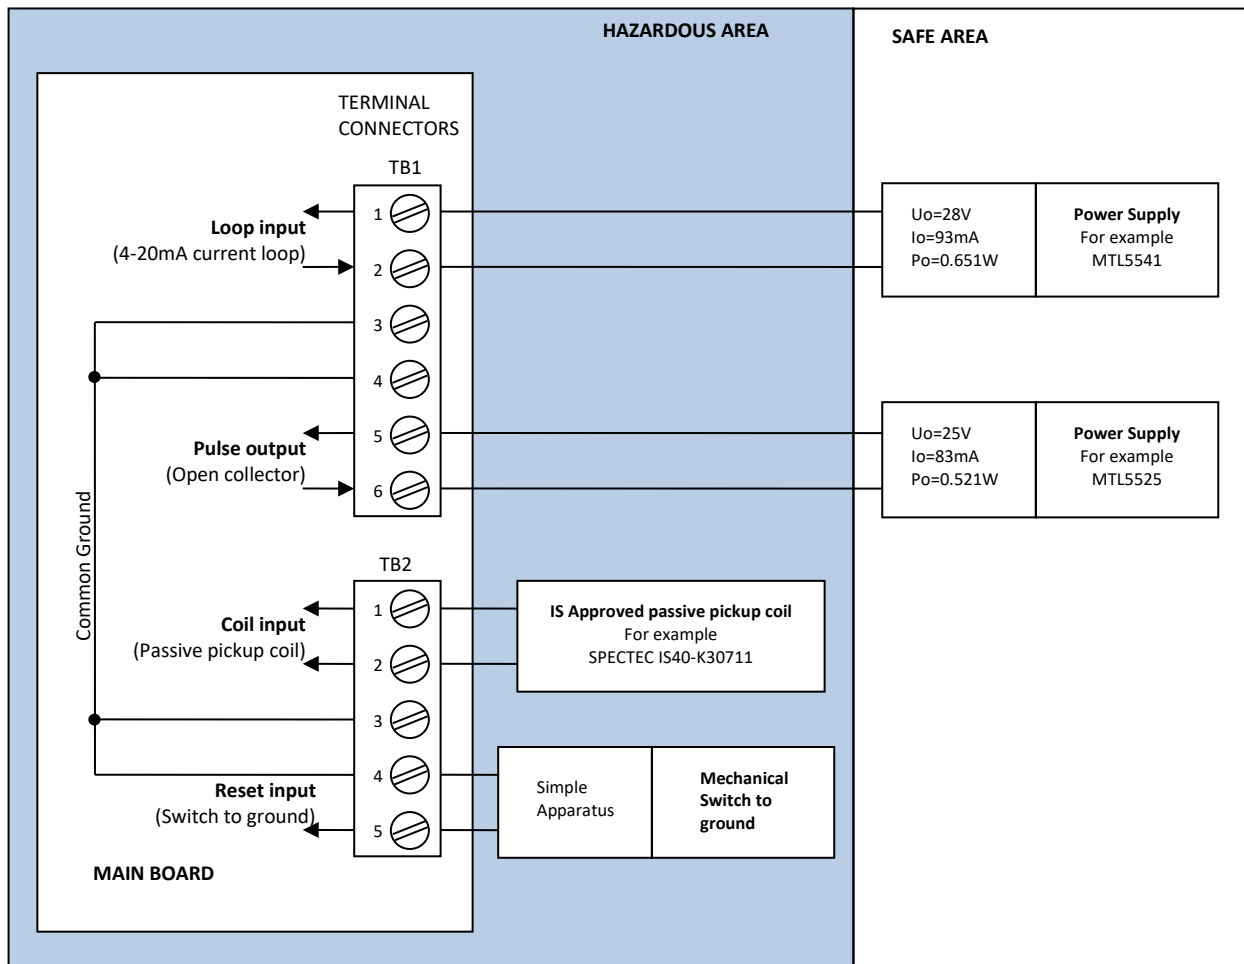 HAZARDOUS AREA
SAFE AREA
TERMINAL
CONNECTORS
TB1
1
Loop input
(4-20mA current loop)
2
3
4
5
Pulse output
(Open collector)
6
Uo=28V
Io=93mA
Po=0.651W
Power Supply
For example
MTL5541
Uo=25V
Io=83mA
Po=0.521W
Power Supply
For example
MTL5525
Common Ground
TB2
1
Coil input
(Passive pickup coil)
2
3
4
Reset input
(Switch to ground)
5
IS Approved passive pickup coil
For example
SPECTEC IS40-K30711
Simple
Apparatus
Mechanical
Switch to
ground
MAIN BOARD